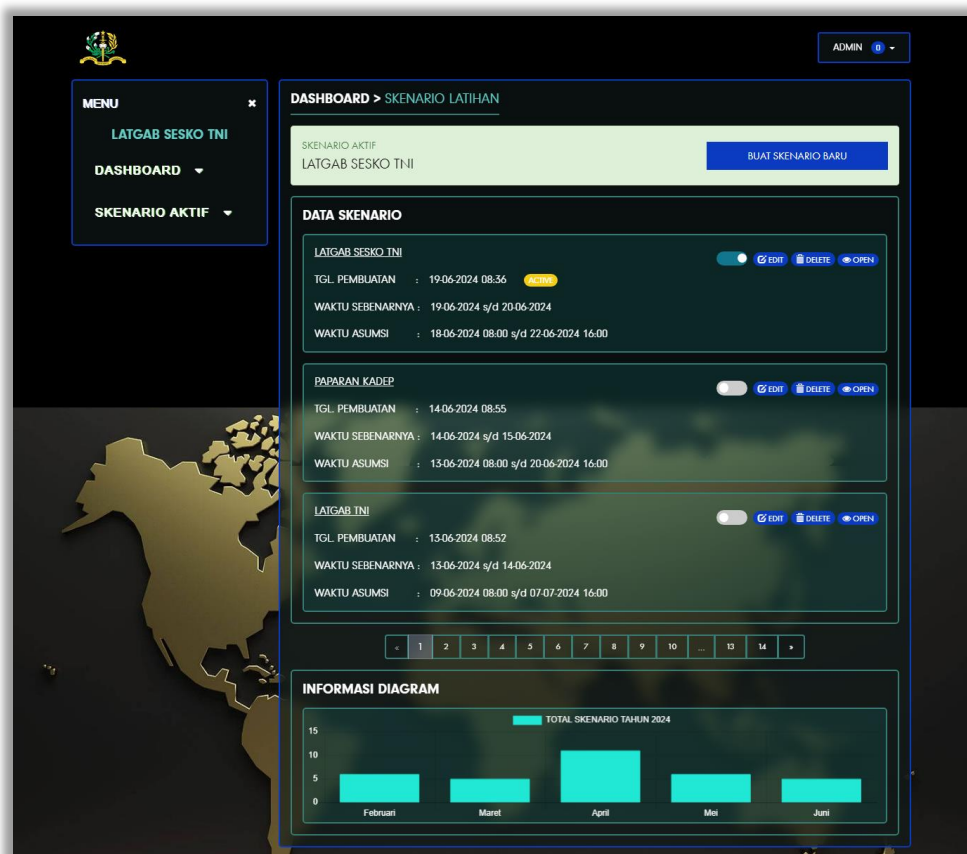 ADMIN 0
MENU ×
LATGAB SESKO TNI
DASHBOARD
SKENARIO AKTIF
DASHBOARD > SKENARIO LATIHAN
SKENARIO AKTIF
LATGAB SESKO TNI
BUAT SKENARIO BARU
DATA SKENARIO
LATGAB SESKO TNI
EDIT DELETE OPEN
TGL. PEMBUATAN : 19-06-2024 08:36 ACTIVE
WAKTU SEBENARNYA : 19-06-2024 s/d 20-06-2024
WAKTU ASUMSI : 18-06-2024 08:00 s/d 22-06-2024 16:00
PAPARAN KADEP
EDIT DELETE OPEN
TGL. PEMBUATAN : 14-06-2024 08:55
WAKTU SEBENARNYA : 14-06-2024 s/d 15-06-2024
WAKTU ASUMSI : 13-06-2024 08:00 s/d 20-06-2024 16:00
LATGAB TNI
EDIT DELETE OPEN
TGL. PEMBUATAN : 13-06-2024 08:52
WAKTU SEBENARNYA : 13-06-2024 s/d 14-06-2024
WAKTU ASUMSI : 09-06-2024 08:00 s/d 07-07-2024 16:00
« 1 2 3 4 5 6 7 8 9 10 ... 13 14 »
INFORMASI DIAGRAM
TOTAL SKENARIO TAHUN 2024
15
10
5
0
Februari Maret April Mei Juni